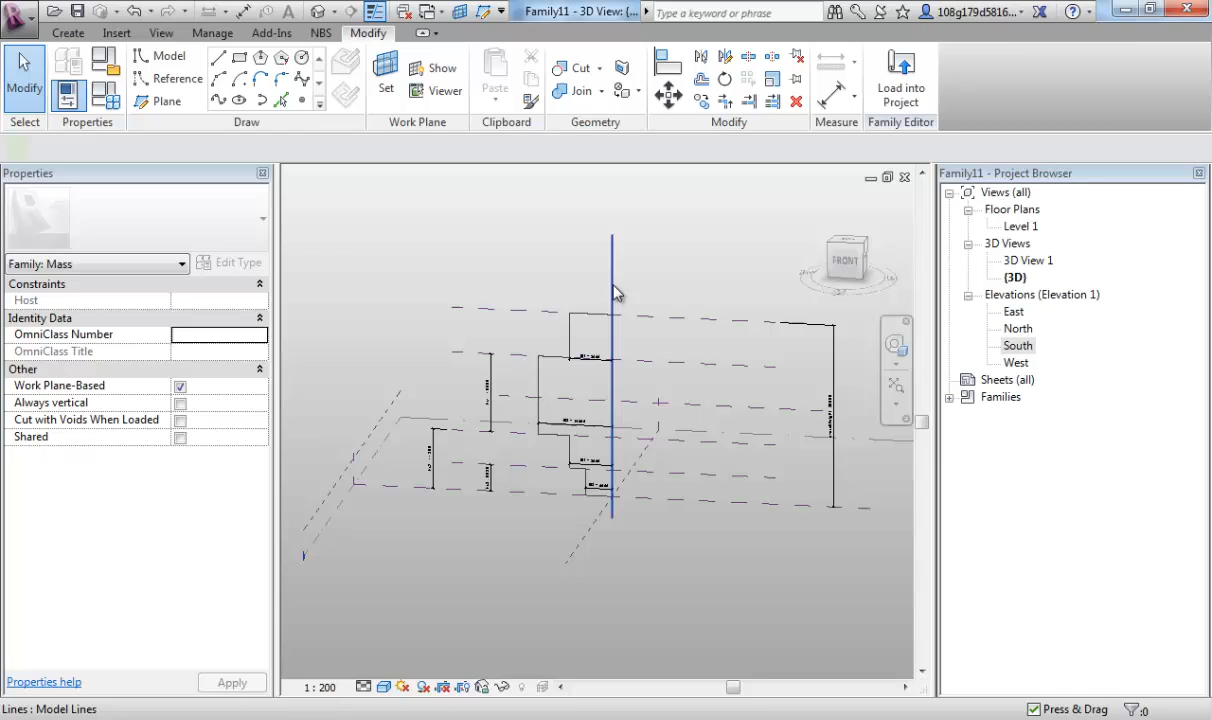 Family11 - 3D View: {...
Type a keyword or phrase
108g179d5816...
Create
Insert
View
Manage
Add-Ins
NBS
Modify
Modify
Model
Reference
Plane
Set
Show
Viewer
Paste
Cut
Join
Load into
Project
Select
Properties
Draw
Work Plane
Clipboard
Geometry
Modify
Measure
Family Editor
Properties
Family: Mass
Edit Type
Constraints
Host
Identity Data
OmniClass Number
OmniClass Title
Other
Work Plane-Based
Always vertical
Cut with Voids When Loaded
Shared
Properties help
Apply
FRONT
Family11 - Project Browser
Views (all)
Floor Plans
Level 1
3D Views
3D View 1
{3D}
Elevations (Elevation 1)
East
North
South
West
Sheets (all)
Families
1 : 200
Lines : Model Lines
Press & Drag
:0